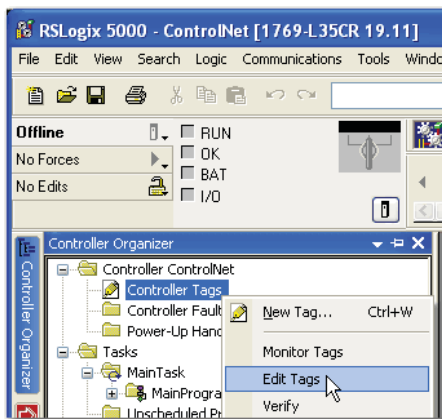 RSLogix 5000 - ControlNet [1769-L35CR 19.11]
File Edit View Search Logic Communications Tools Windo
Offline
RUN
No Forces
OK
No Edits
BAT
I/O
Controller Organizer
Controller Organizer
Controller ControlNet
Controller Tags
Controller Fault
Power-Up Hand
Tasks
MainTask
MainProgra
Unscheduled Pr
New Tag... Ctrl+W
Monitor Tags
Edit Tags
Verify